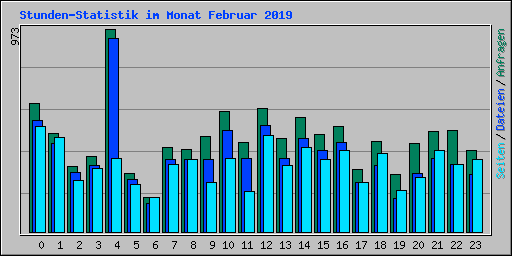 Stunden-Statistik im Monat Februar 2019
973
Seiten / Dateien / Anfragen
0 1 2 3 4 5 6 7 8 9 10 11 12 13 14 15 16 17 18 19 20 21 22 23